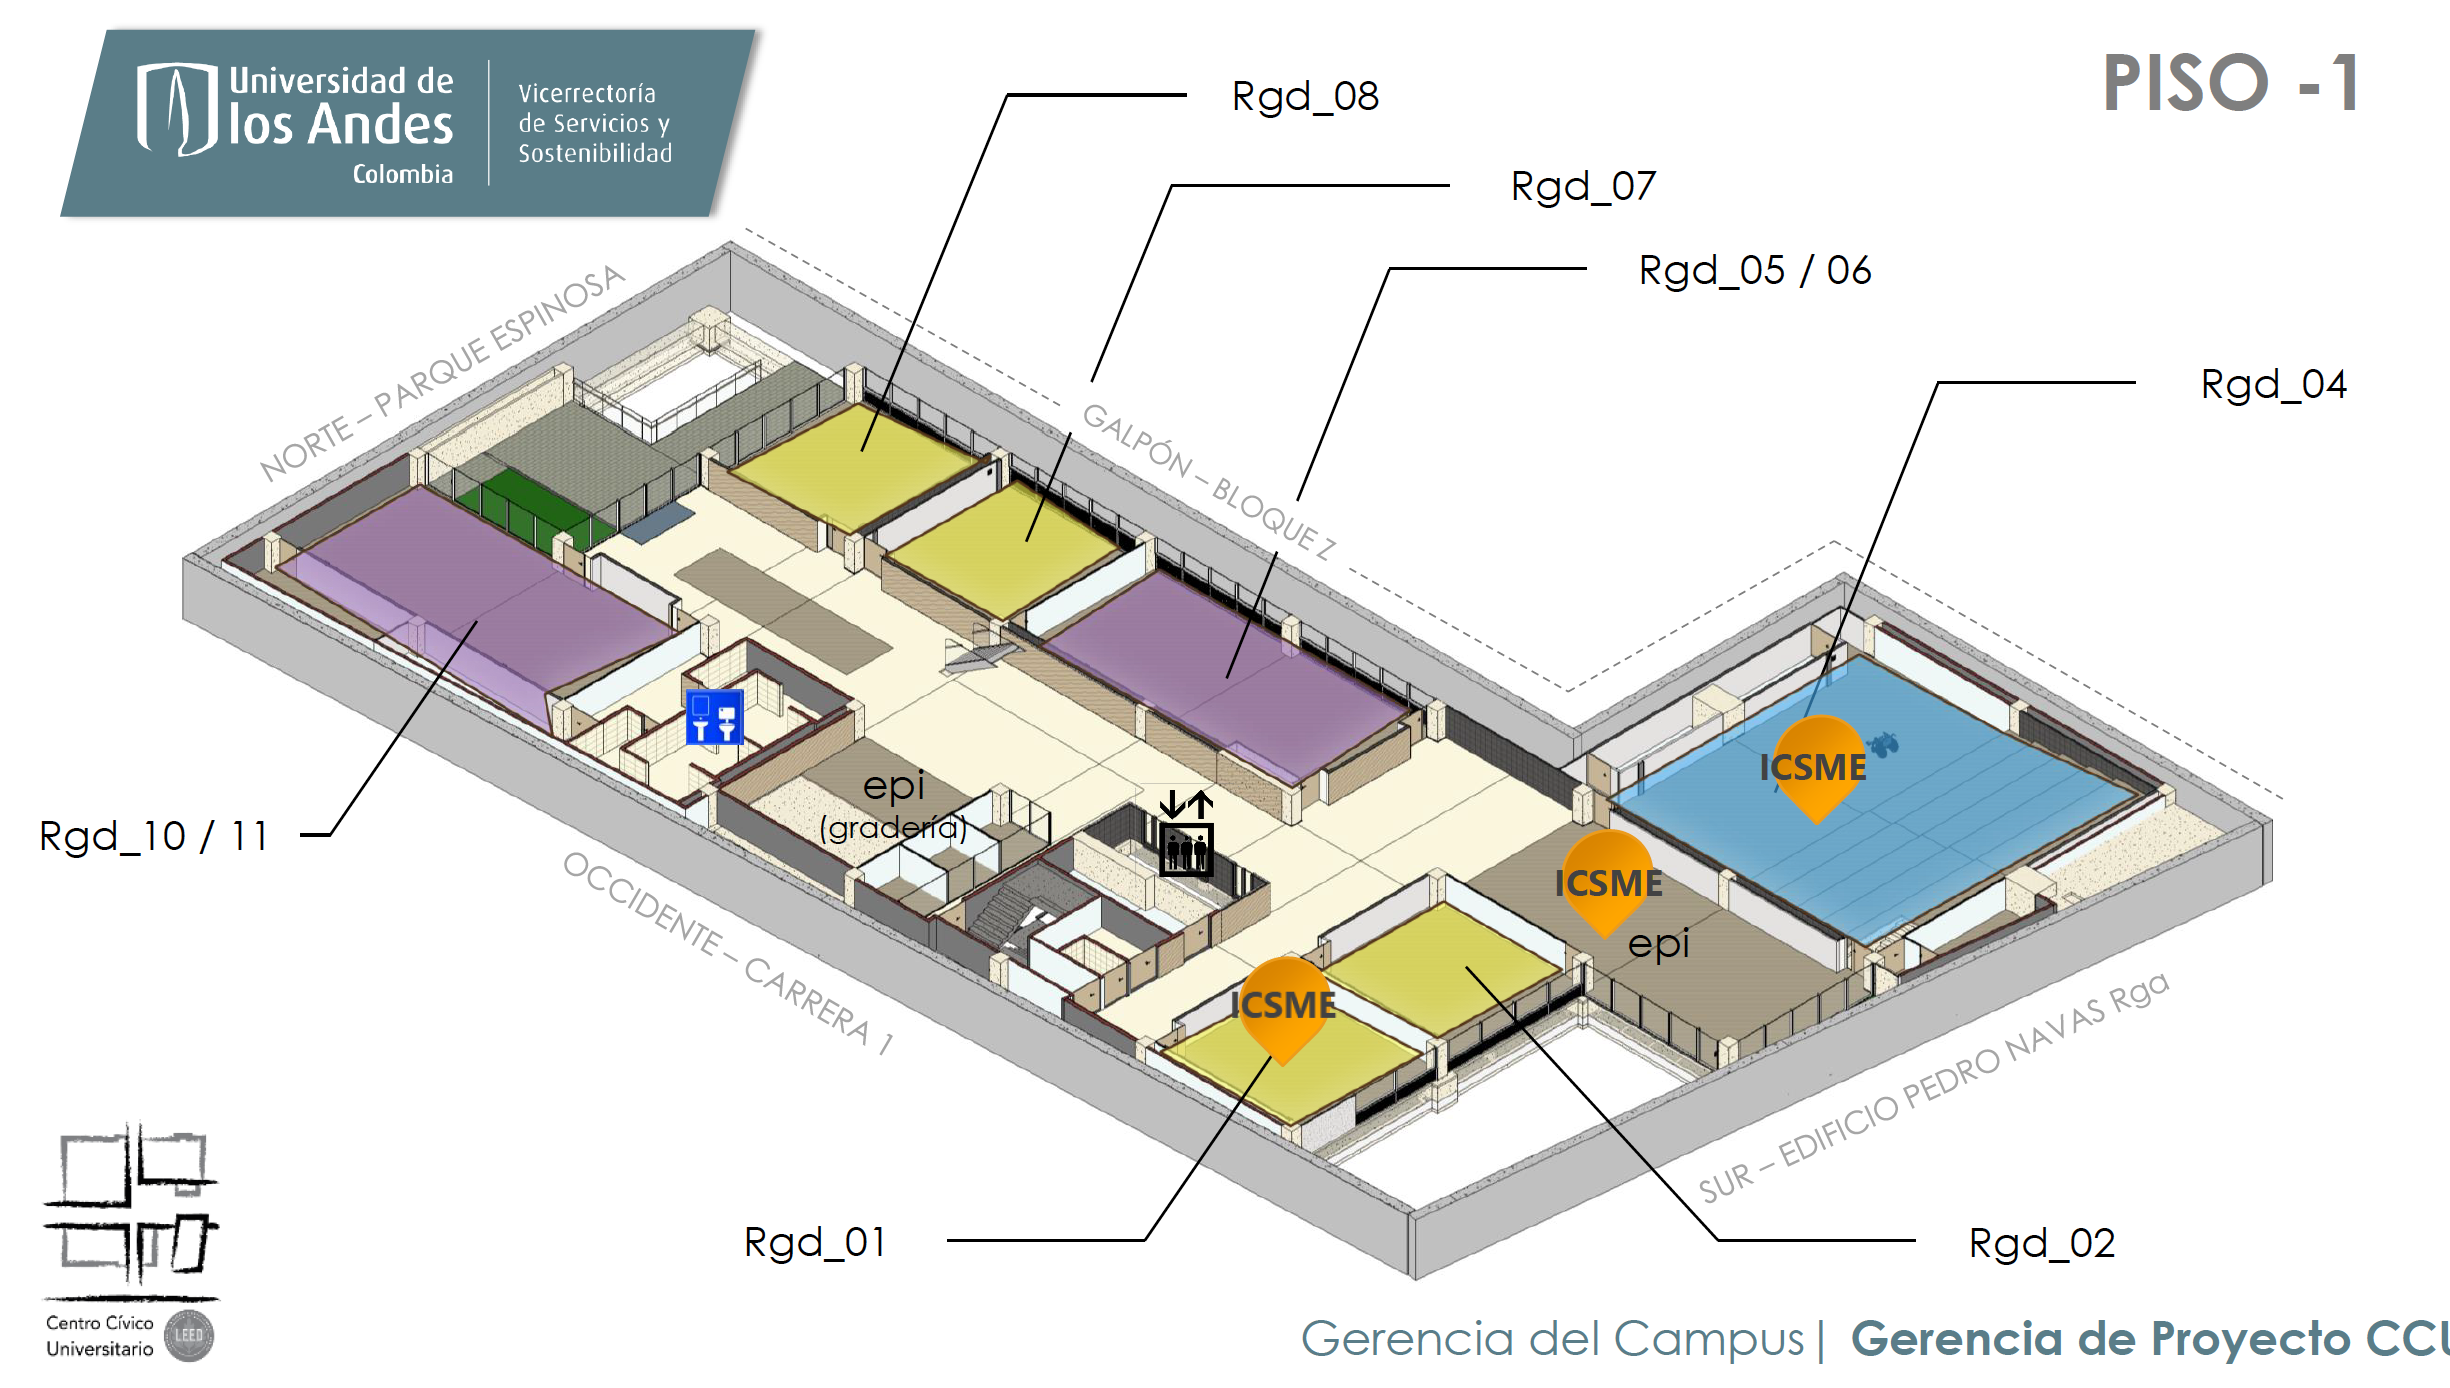 Universidad de
los Andes
Colombia
Vicerrectoría
de Servicios y
Sostenibilidad
PISO -1
Rgd_08
Rgd_07
Rgd_05 / 06
Rgd_04
NORTE – PARQUE ESPINOSA
GALPÓN – BLOQUE Z
ICSME
epi
(gradería)
Rgd_10 / 11
ICSME
epi
ICSME
OCCIDENTE – CARRERA 1
SUR – EDIFICIO PEDRO NAVAS Rga
Rgd_01
Rgd_02
Centro Cívico
Universitario
LEED
Gerencia del Campus| Gerencia de Proyecto CCU